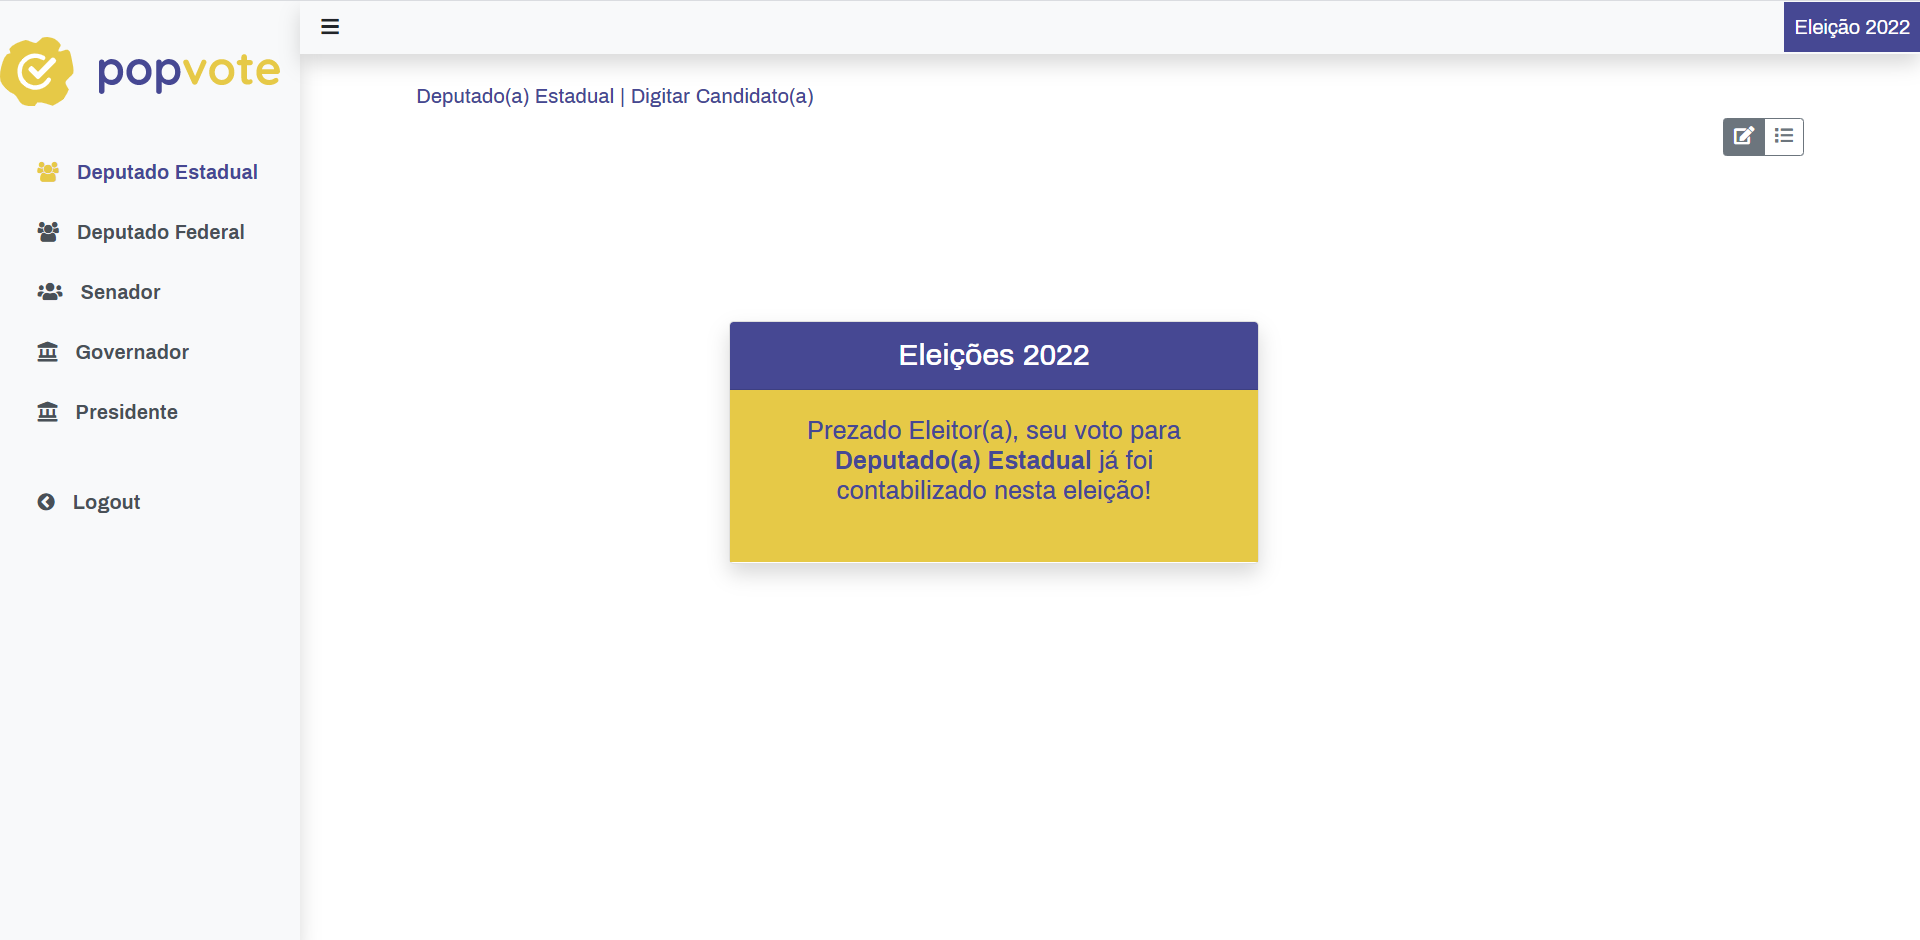 popvote
Deputado Estadual
Deputado Federal
Senador
Governador
Presidente
Logout
Eleição 2022
Deputado(a) Estadual | Digitar Candidato(a)
Eleições 2022
Prezado Eleitor(a), seu voto para
Deputado(a) Estadual já foi
contabilizado nesta eleição!